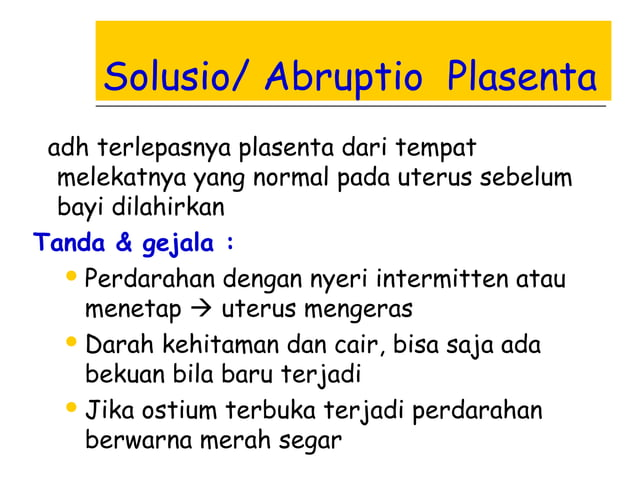 Solusio/ Abruptio Plasenta
adh terlepasnya plasenta dari tempat
melekatnya yang normal pada uterus sebelum
bayi dilahirkan
Tanda & gejala :
• Perdarahan dengan nyeri intermitten atau
menetap → uterus mengeras
• Darah kehitaman dan cair, bisa saja ada
bekuan bila baru terjadi
• Jika ostium terbuka terjadi perdarahan
berwarna merah segar